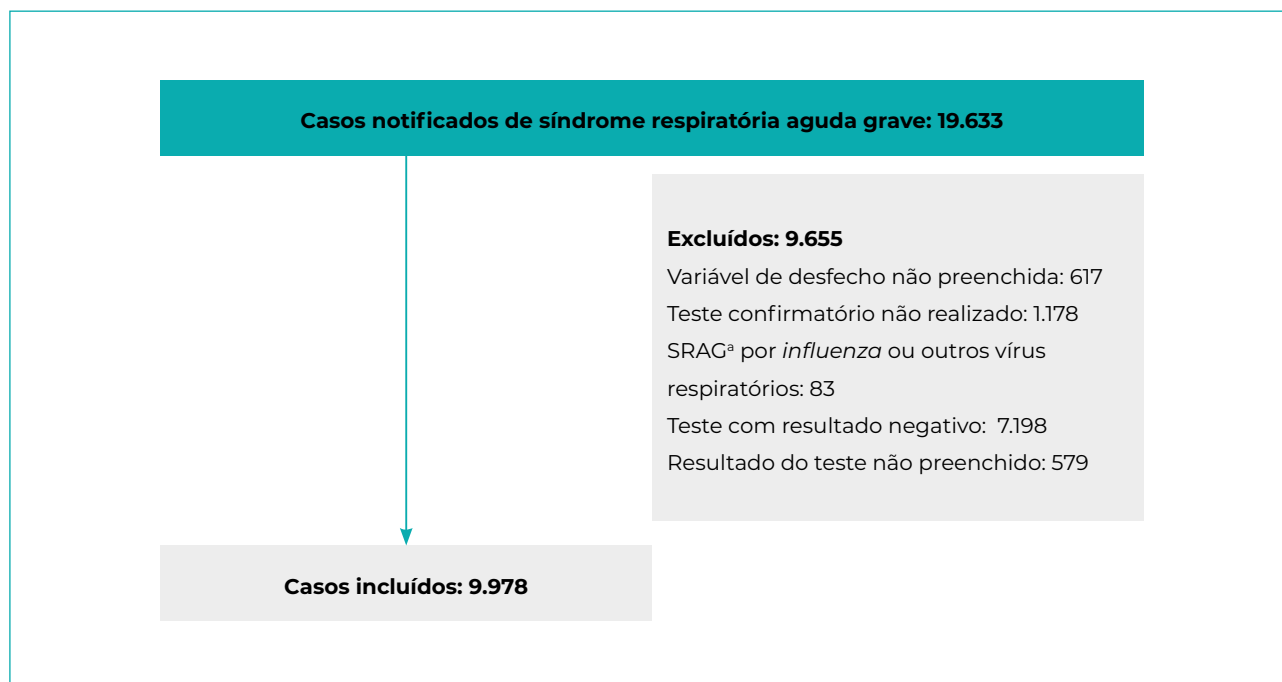 Casos notificados de síndrome respiratória aguda grave: 19.633
Excluídos: 9.655
Variável de desfecho não preenchida: 617
Teste confirmatório não realizado: 1.178
SRAGᵃ por influenza ou outros vírus
respiratórios: 83
Teste com resultado negativo: 7.198
Resultado do teste não preenchido: 579
Casos incluídos: 9.978